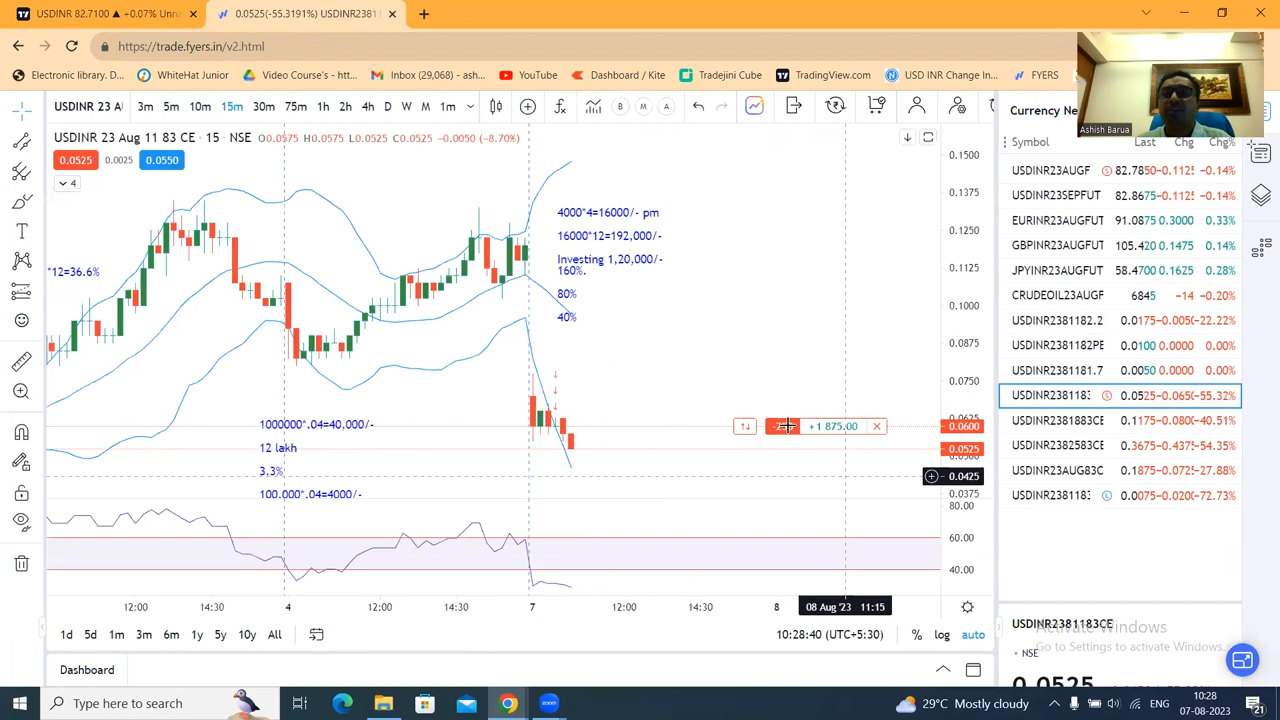 USDINR 82.7100 ▲ +0.07% Unna
0.0525(-55.3191%) USDINR2381
https://trade.fyers.in/v2.html
Electronic library. D...
WhiteHat Junior
Video Course's - htt...
Inbox (29,068) - ash...
YouTube
Dashboard / Kite
Tradejini Cube
TradingView.com
USD INR Change In...
FYERS
USDINR 23 A
3m 5m 10m 15m 30m 75m 1h 2h 4h D W M 1m
B M A
Currency Ne
Ashish Barua
USDINR 23 Aug 11 83 CE · 15 · NSE O0.0575 H0.0575 L0.0525 C0.0525 -0.0050 (-8.70%)
0.0525 0.0025 0.0550
4
Symbol Last Chg Chg%
USDINR23AUGF S 82.7850 -0.1125 -0.14%
USDINR23SEPFUT 82.8675 -0.1125 -0.14%
EURINR23AUGFUT 91.0875 0.3000 0.33%
GBPINR23AUGFUT 105.420 0.1475 0.14%
JPYINR23AUGFUT 58.4700 0.1625 0.28%
CRUDEOIL23AUGF 6845 -14 -0.20%
USDINR2381182.2 0.0175 -0.005( -22.22%
USDINR2381182PE 0.0100 0.0000 0.00%
USDINR2381181.7 0.0050 0.0000 0.00%
USDINR238118: S 0.0525 -0.065( -55.32%
USDINR2381883CE 0.1175 -0.080( -40.51%
USDINR2382583CE 0.3675 -0.437 -54.35%
USDINR23AUG83C 0.1875 -0.0725 -27.88%
USDINR238118: L 0.0075 -0.020( -72.73%
4000*4=16000/- pm
16000*12=192,000/-
Investing 1,20,000/-
160%.
80%
40%
*12=36.6%
1000000*.04=40,000/-
12 lakh
3.3%
100.000*.04=4000/-
+1 875.00
0.1500
0.1375
0.1250
0.1125
0.1000
0.0875
0.0750
0.0625
0.0600
0.0525
0.0500
0.0425
0.0375
80.00
60.00
40.00
12:00 14:30 4 12:00 14:30 7 12:00 14:30 8 08 Aug '23 11:15
1d 5d 1m 3m 6m 1y 5y 10y All
10:28:40 (UTC+5:30) % log auto
Dashboard
USDINR2381183CE
NSE
0.0525
Activate Windows
Go to Settings to activate Windows.
Type here to search
29°C Mostly cloudy
ENG
10:28
07-08-2023
21